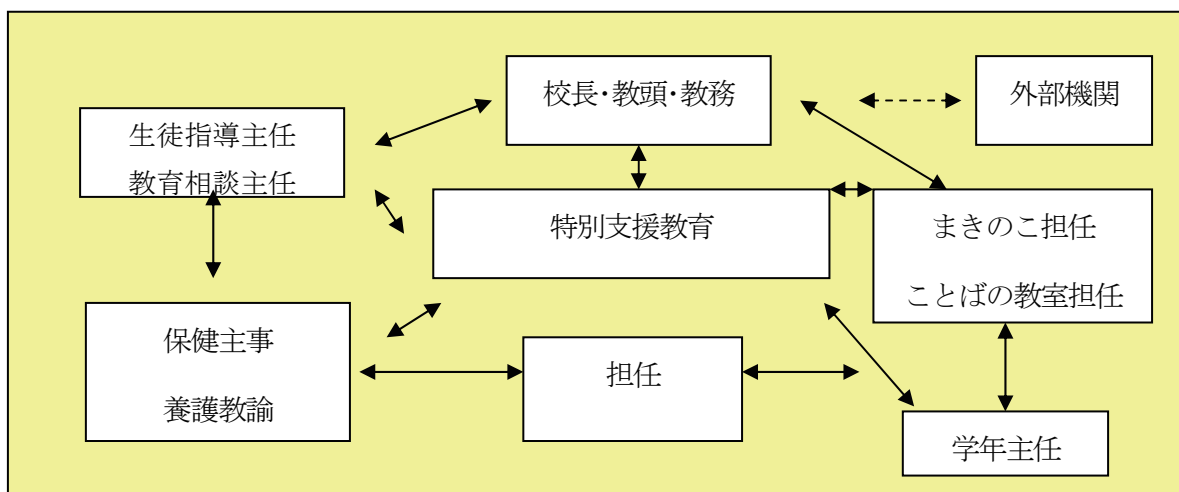 校長・教頭・教務
外部機関
生徒指導主任
教育相談主任
特別支援教育
まきのこ担任
ことばの教室担任
保健主事
養護教諭
担任
学年主任